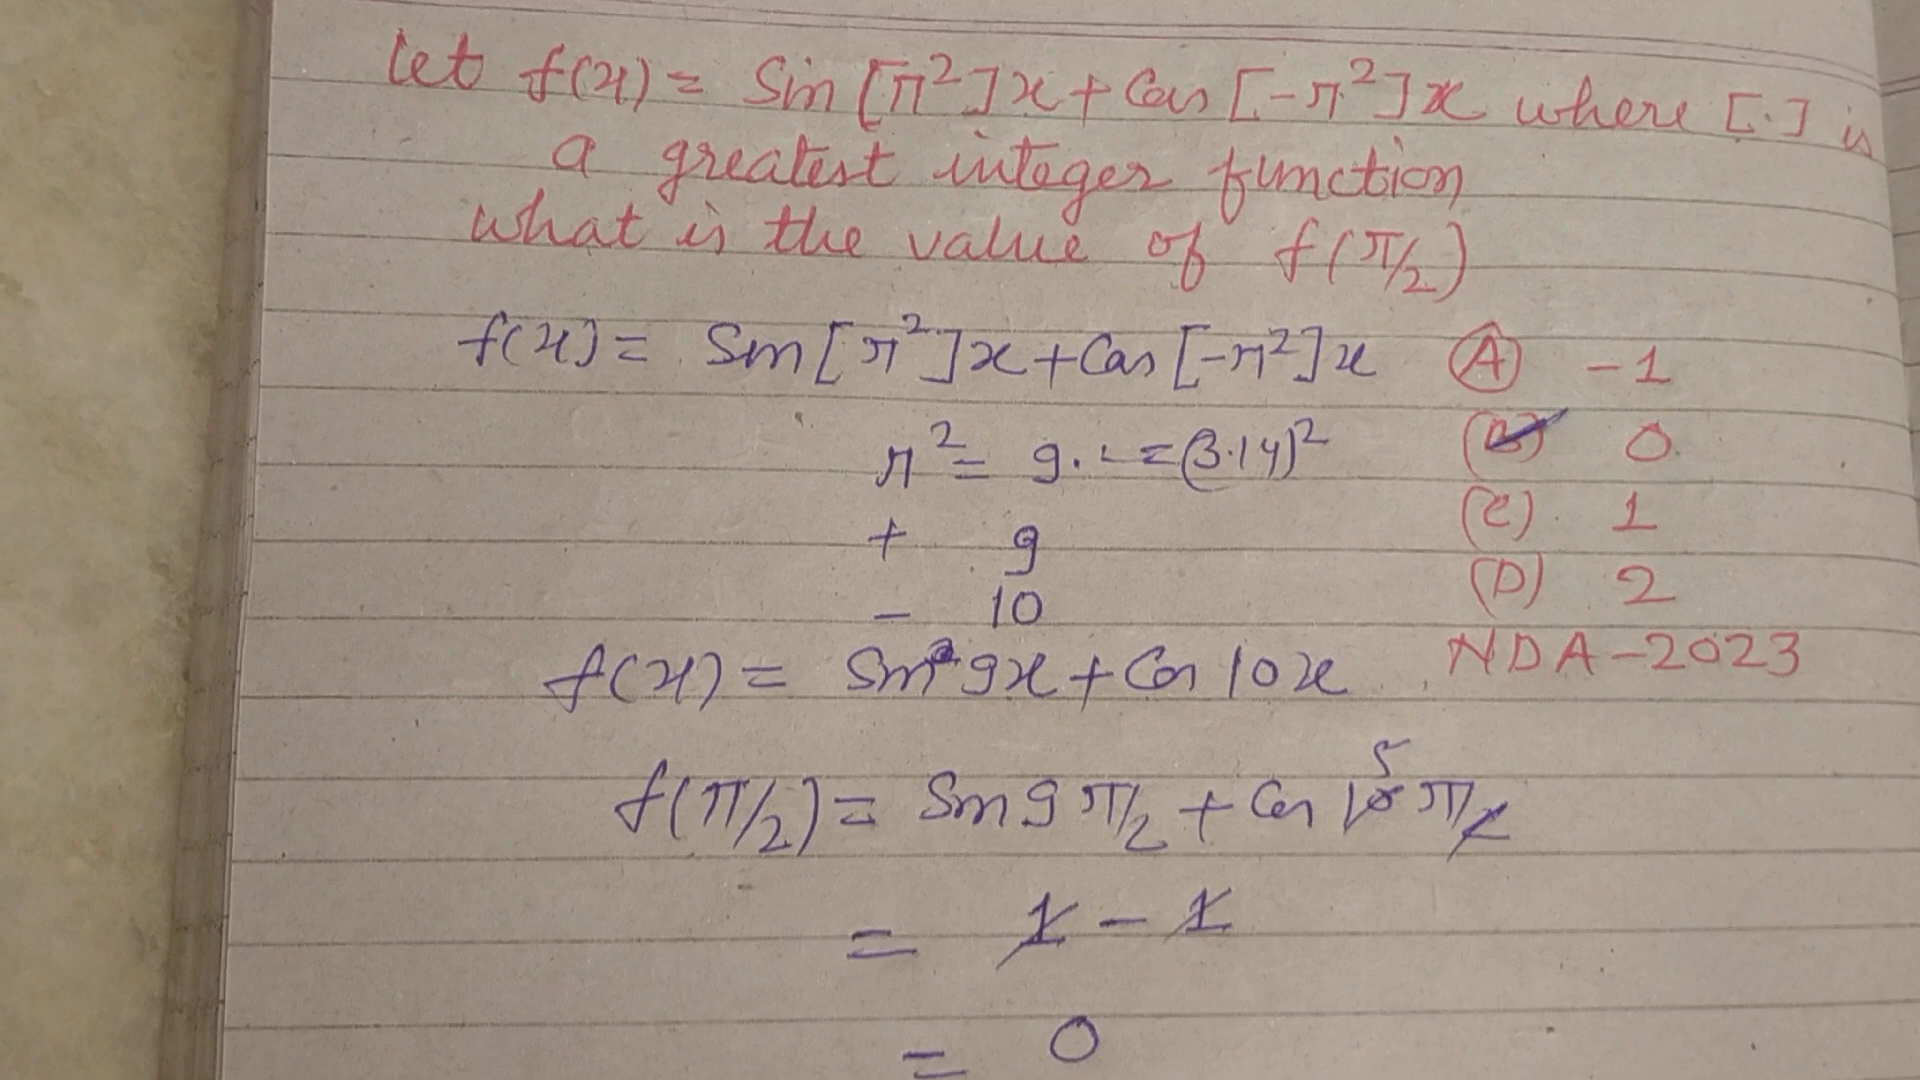 Let f(x) = Sin [π²]x + Cos [-π²]x where [.] is
a greatest integer function
what is the value of f(π/2)
f(x) = Sin [π²]x + Cos [-π²]x (A) -1
π² = 9. = (3.14)² (B) 0
+ 9 (C) 1
- 10 (D) 2
f(x) = Sin 9x + Cos 10x NDA-2023
5
f(π/2) = Sin 9 π/2 + Cos 10 π/2
= 1 - 1
= 0